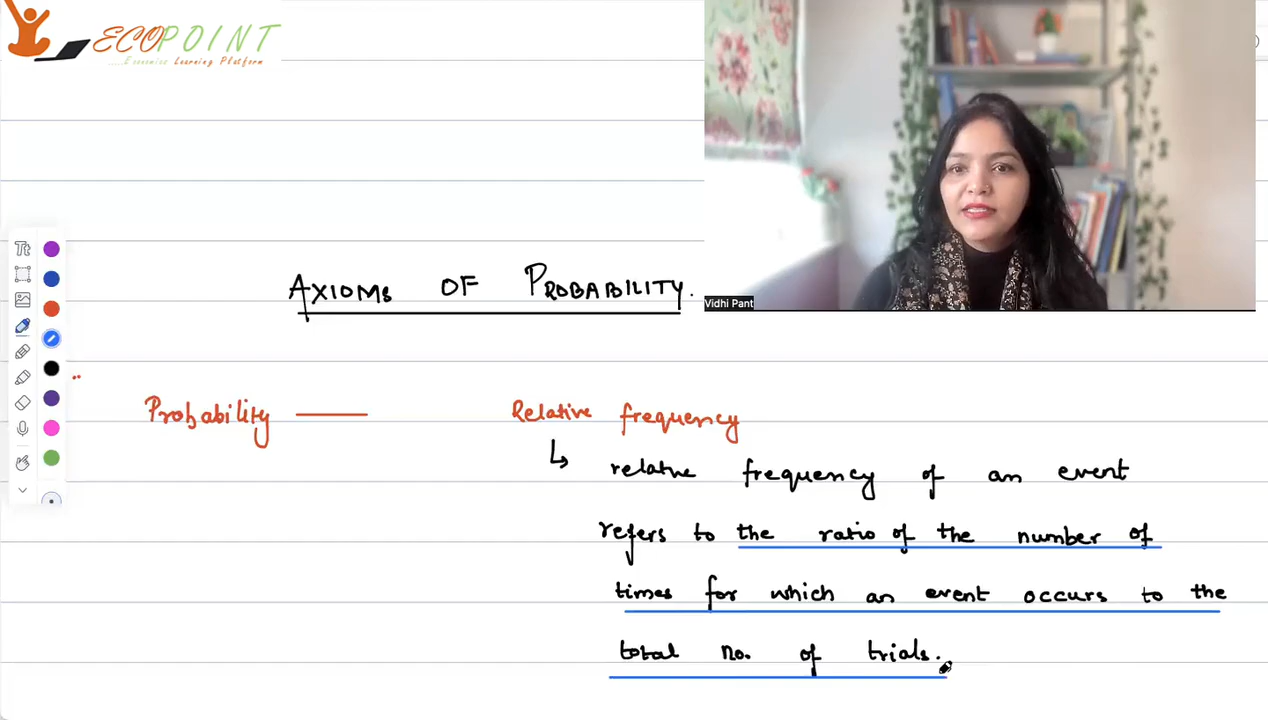 ECOPOINT
.....Economics Learning Platform
Vidhi Pant
Tt
AXIOMS OF PROBABILITY.
Probability —— Relative frequency
↳ relative frequency of an event
refers to the ratio of the number of
times for which an event occurs to the
total no. of trials.